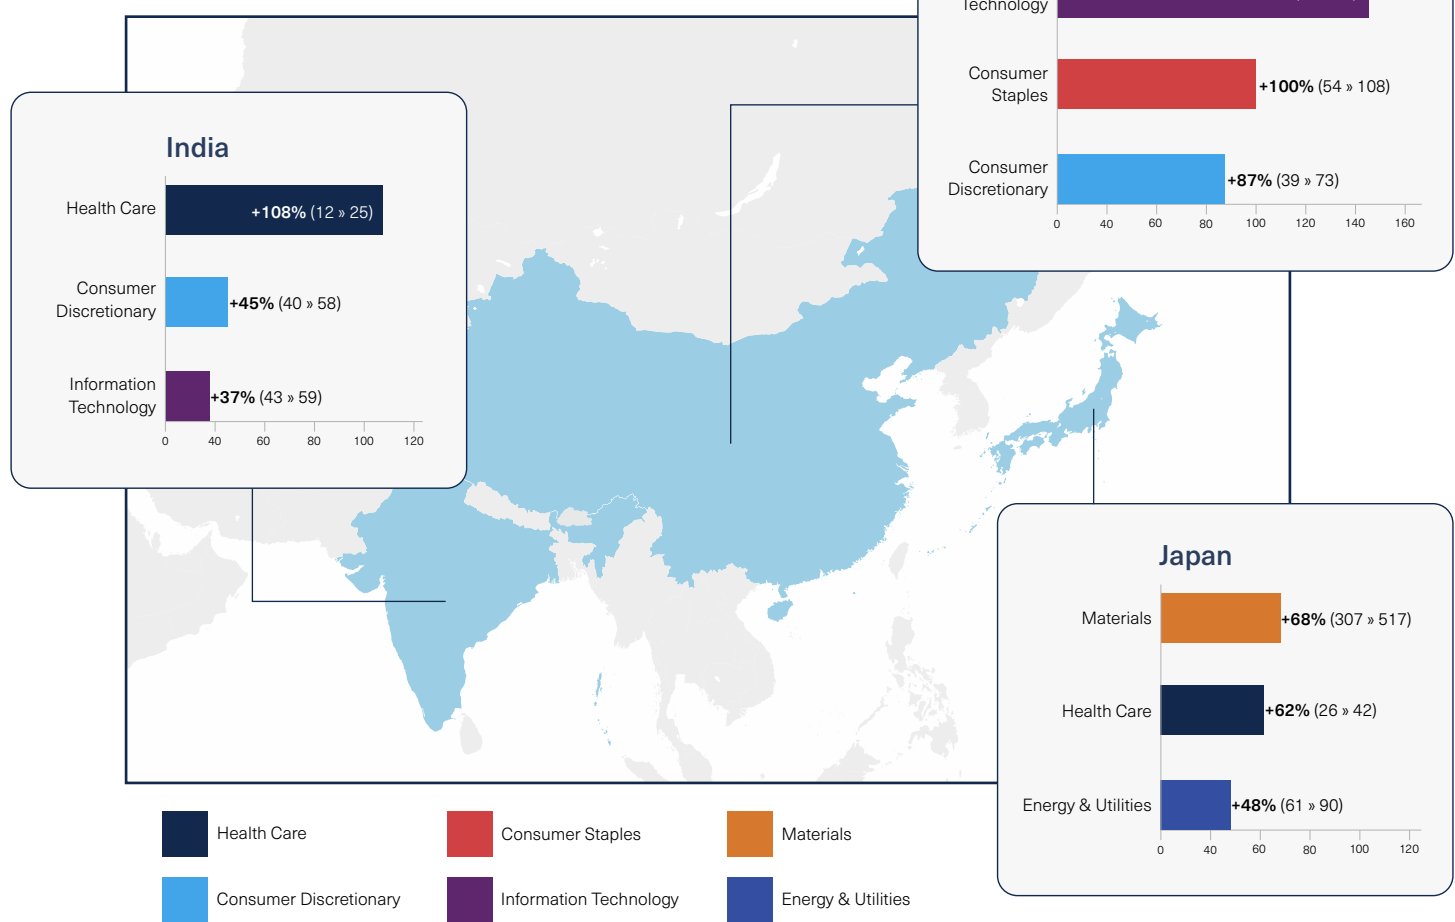 Technology
Consumer
Staples
+100% (54 » 108)
Consumer
Discretionary
+87% (39 » 73)
0 40 60 80 100 120 140 160
India
Health Care
+108% (12 » 25)
Consumer
Discretionary
+45% (40 » 58)
Information
Technology
+37% (43 » 59)
0 40 60 80 100 120
Japan
Materials
+68% (307 » 517)
Health Care
+62% (26 » 42)
Energy & Utilities
+48% (61 » 90)
0 40 60 80 100 120
Health Care
Consumer Staples
Materials
Consumer Discretionary
Information Technology
Energy & Utilities